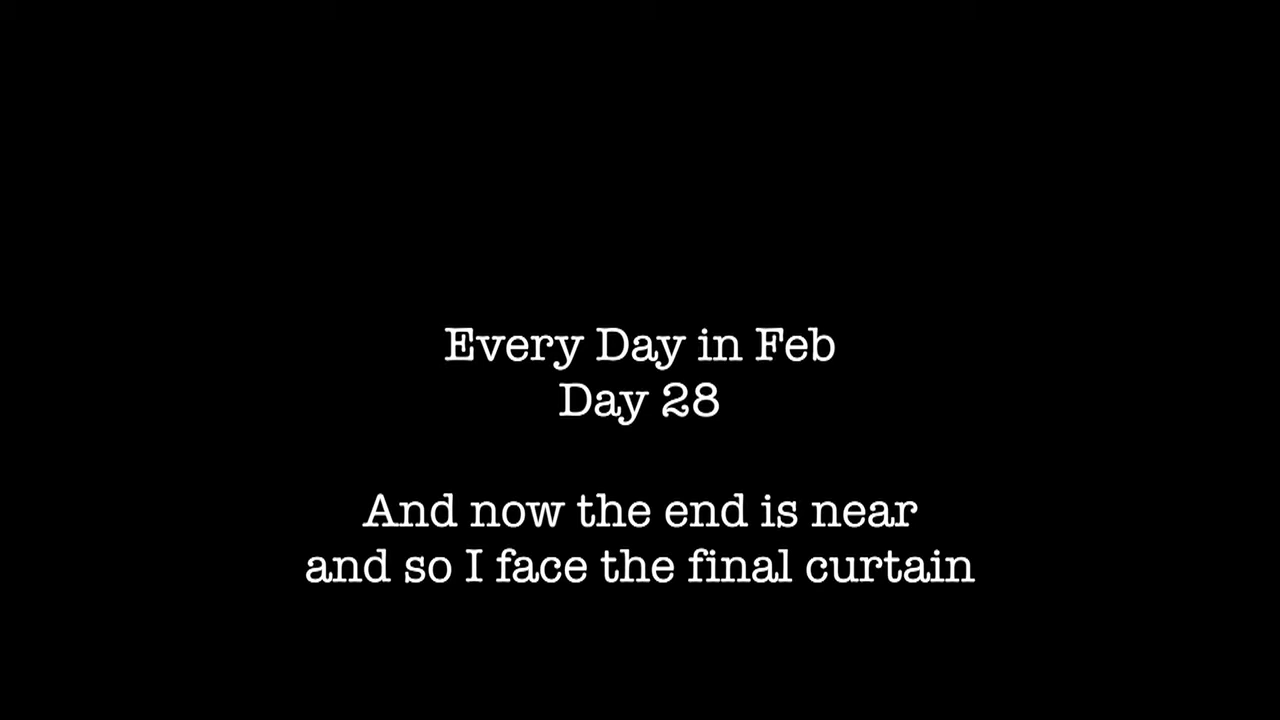 Every Day in Feb
Day 28
And now the end is near
and so I face the final curtain